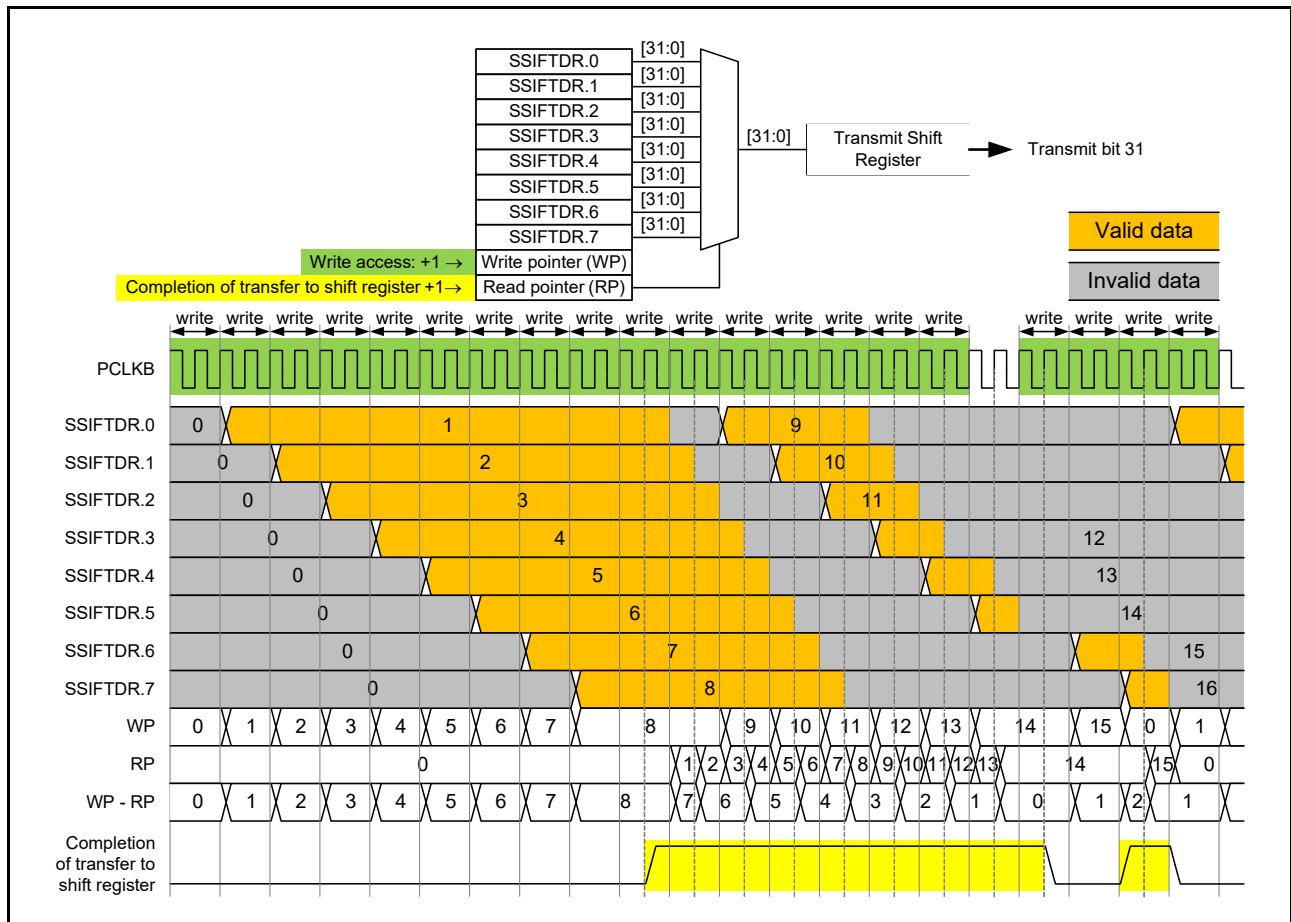 SSIFTDR.0 [31:0]
SSIFTDR.1 [31:0]
SSIFTDR.2 [31:0]
SSIFTDR.3 [31:0]
SSIFTDR.4 [31:0]
SSIFTDR.5 [31:0]
SSIFTDR.6 [31:0]
SSIFTDR.7 [31:0]
[31:0]
Transmit Shift
Register
Transmit bit 31
Valid data
Invalid data
Write access: +1 → Write pointer (WP)
Completion of transfer to shift register +1→ Read pointer (RP)
write write write write write write write write write write write write write write write write write write write write
PCLKB
SSIFTDR.0 0 1 9
SSIFTDR.1 0 2 10
SSIFTDR.2 0 3 11
SSIFTDR.3 0 4 12
SSIFTDR.4 0 5 13
SSIFTDR.5 0 6 14
SSIFTDR.6 0 7 15
SSIFTDR.7 0 8 16
WP 0 1 2 3 4 5 6 7 8 9 10 11 12 13 14 15 0 1
RP 0 1 2 3 4 5 6 7 8 9 10 11 12 13 14 15 0
WP - RP 0 1 2 3 4 5 6 7 8 7 6 5 4 3 2 1 0 1 2 1
Completion
of transfer to
shift register